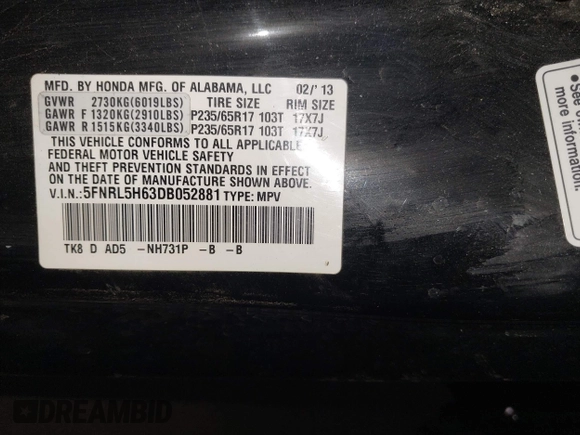 MFD. BY HONDA MFG. OF ALABAMA, LLC 02/'13
GVWR 2730KG(6019LBS) TIRE SIZE RIM SIZE
GAWR F 1320KG(2910LBS) P235/65R17 103T 17X7J
GAWR R 1515KG(3340LBS) P235/65R17 103T 17X7J
THIS VEHICLE CONFORMS TO ALL APPLICABLE
FEDERAL MOTOR VEHICLE SAFETY
AND THEFT PREVENTION STANDARDS IN EFFECT
ON THE DATE OF MANUFACTURE SHOWN ABOVE.
V.I.N.:5FNRL5H63DB052881 TYPE: MPV
TK8 D AD5 -NH731P -B -B
See
more
information
DREAMBID